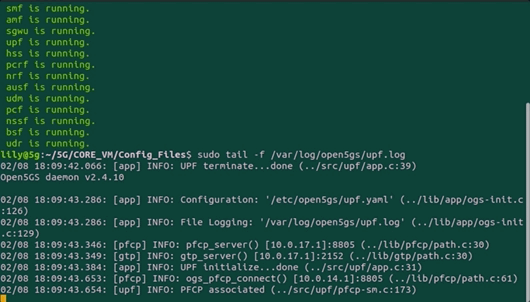 smf is running.
amf is running.
sgwu is running.
upf is running.
hss is running.
pcrf is running.
nrf is running.
ausf is running.
udm is running.
pcf is running.
nssf is running.
bsf is running.
udr is running.
lily@5g:~/5G/CORE_VM/Config_Files$ sudo tail -f /var/log/open5gs/upf.log
02/08 18:09:42.066: [app] INFO: UPF terminate...done (../src/upf/app.c:39)
Open5GS daemon v2.4.10
02/08 18:09:43.286: [app] INFO: Configuration: '/etc/open5gs/upf.yaml' (../lib/app/ogs-init.c
:126)
02/08 18:09:43.286: [app] INFO: File Logging: '/var/log/open5gs/upf.log' (../lib/app/ogs-init
.c:129)
02/08 18:09:43.346: [pfcp] INFO: pfcp_server() [10.0.17.1]:8805 (../lib/pfcp/path.c:30)
02/08 18:09:43.349: [gtp] INFO: gtp_server() [10.0.17.1]:2152 (../lib/gtp/path.c:30)
02/08 18:09:43.384: [app] INFO: UPF initialize...done (../src/upf/app.c:31)
02/08 18:09:43.653: [pfcp] INFO: ogs_pfcp_connect() [10.0.14.1]:8805 (../lib/pfcp/path.c:61)
02/08 18:09:43.654: [upf] INFO: PFCP associated (../src/upf/pfcp-sm.c:173)